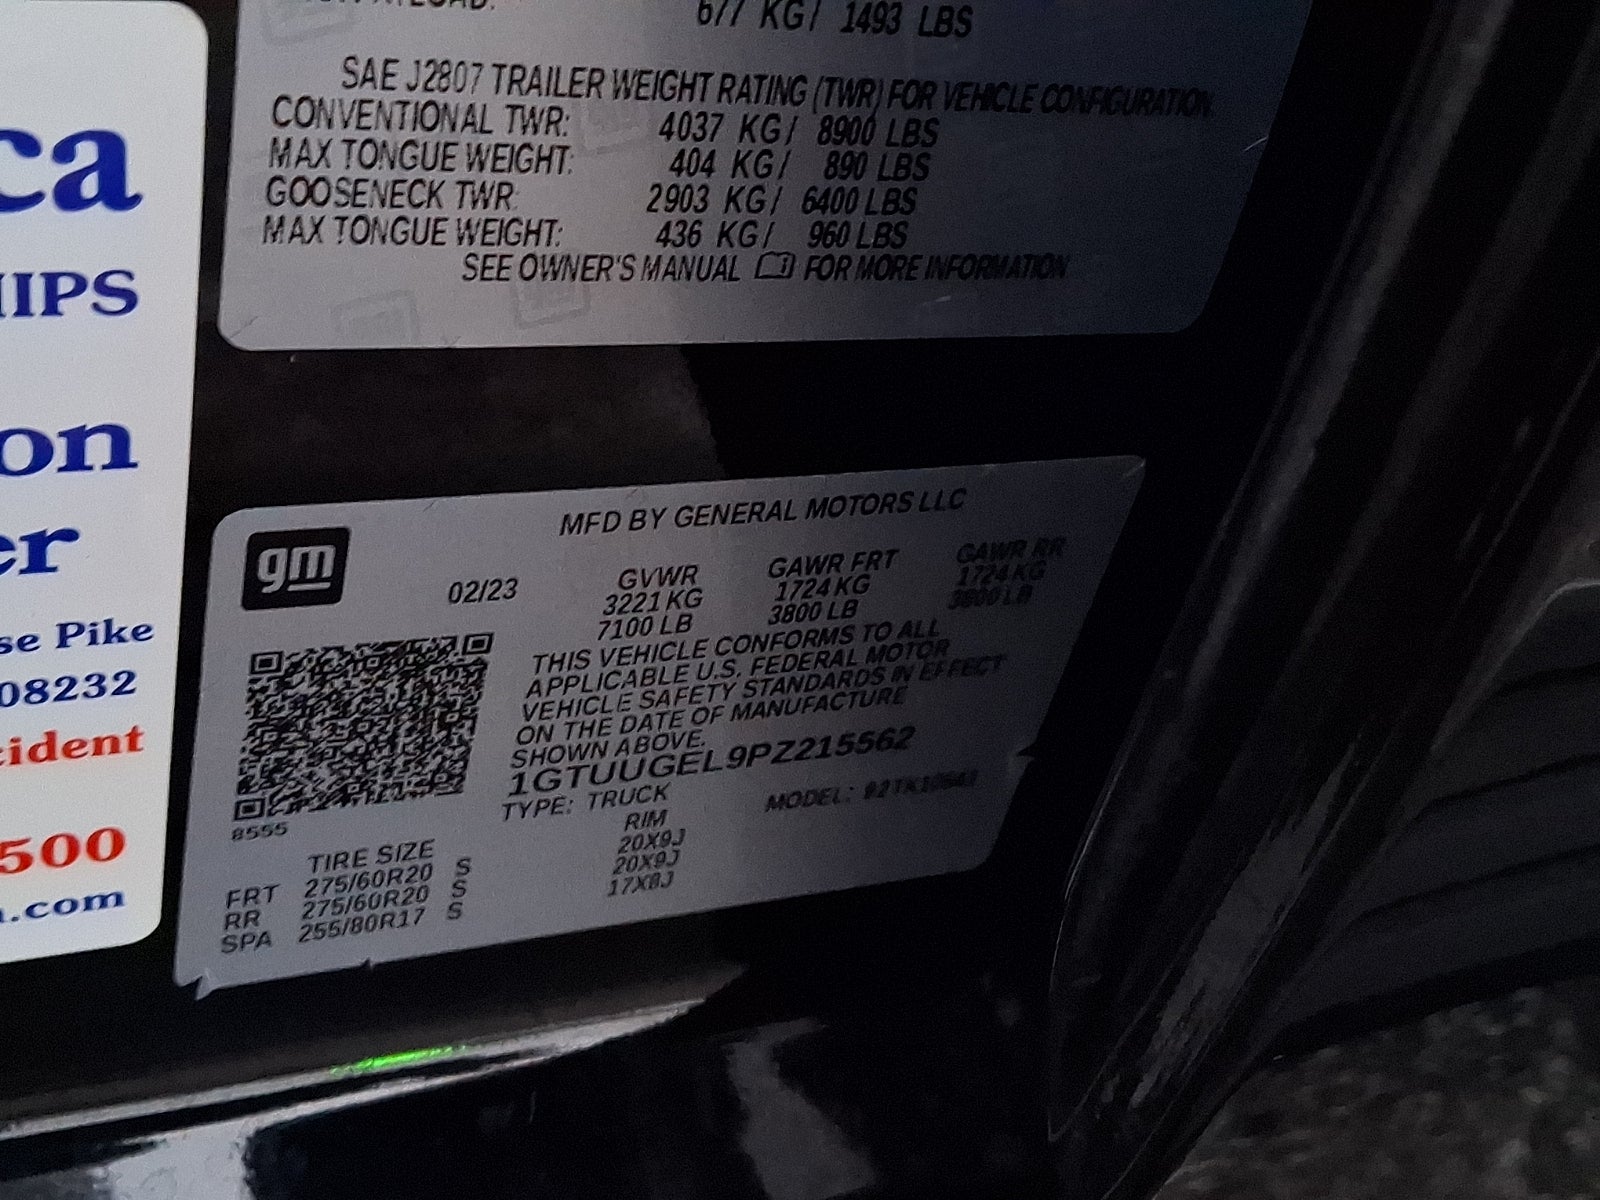 677 KG/ 1493 LBS
SAE J2807 TRAILER WEIGHT RATING (TWR) FOR VEHICLE CONFIGURATION
CONVENTIONAL TWR: 4037 KG/ 8900 LBS
MAX TONGUE WEIGHT: 404 KG/ 890 LBS
GOOSENECK TWR: 2903 KG/ 6400 LBS
MAX TONGUE WEIGHT: 436 KG/ 960 LBS
SEE OWNER'S MANUAL FOR MORE INFORMATION
ca
HIPS
on
er
se Pike
08232
cident
500
.com
gm
MFD BY GENERAL MOTORS LLC
02/23
GVWR GAWR FRT GAWR RR
3221 KG 1724 KG 1724 KG
7100 LB 3800 LB 3800 LB
THIS VEHICLE CONFORMS TO ALL
APPLICABLE U.S. FEDERAL MOTOR
VEHICLE SAFETY STANDARDS IN EFFECT
ON THE DATE OF MANUFACTURE
SHOWN ABOVE.
1GTUUGEL9PZ215562
TYPE: TRUCK MODEL:
8555
TIRE SIZE RIM
FRT 275/60R20 S 20X9J
RR 275/60R20 S 20X9J
SPA 255/80R17 S 17X8J